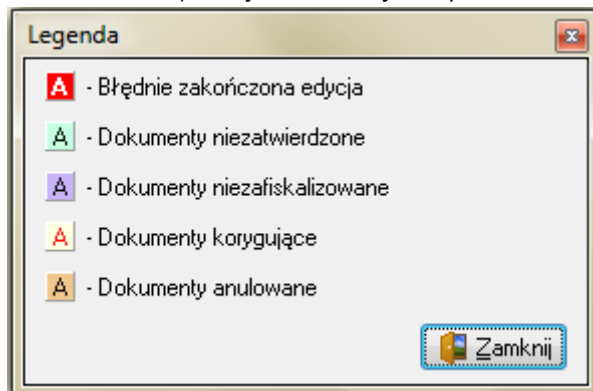 Legenda
A - Błędnie zakończona edycja
A - Dokumenty niezatwierdzone
A - Dokumenty niezafiskalizowane
A - Dokumenty korygujące
A - Dokumenty anulowane
Zamknij